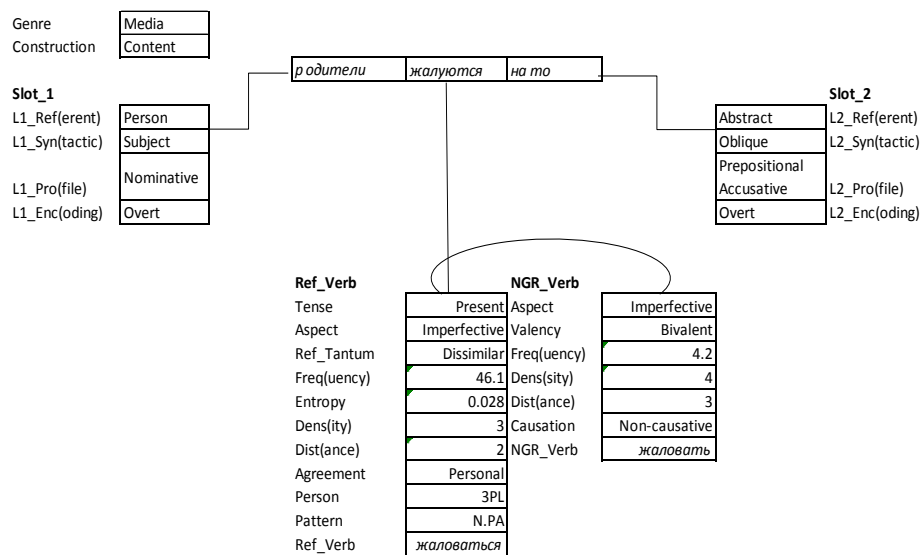 Genre Media
Construction Content
р одители жалуются на то
Slot_1 Slot_2
L1_Ref(erent) Person Abstract L2_Ref(erent)
L1_Syn(tactic) Subject Oblique L2_Syn(tactic)
L1_Pro(file) Nominative Prepositional
Accusative L2_Pro(file)
L1_Enc(oding) Overt Overt L2_Enc(oding)
Ref_Verb NGR_Verb
Tense Present Aspect Imperfective
Aspect Imperfective Valency Bivalent
Ref_Tantum Dissimilar Freq(uency) 4.2
Freq(uency) 46.1 Dens(sity) 4
Entropy 0.028 Dist(ance) 3
Dens(ity) 3 Causation Non-causative
Dist(ance) 2 NGR_Verb жаловать
Agreement Personal
Person 3PL
Pattern N.PA
Ref_Verb жаловаться